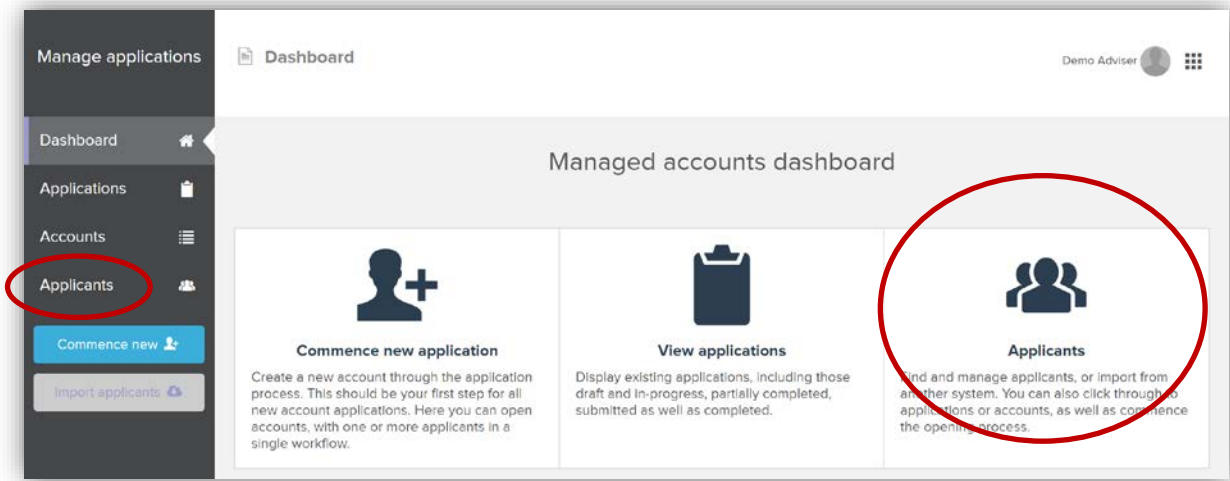 Manage applications
Dashboard
Demo Adviser
Dashboard
Applications
Accounts
Applicants
Commence new
Import applicants
Managed accounts dashboard
Commence new application
Create a new account through the application
process. This should be your first step for all
new account applications. Here you can open
accounts, with one or more applicants in a
single workflow.
View applications
Display existing applications, including those
draft and in-progress, partially completed,
submitted as well as completed.
Applicants
Find and manage applicants, or import from
another system. You can also click through to
applications or accounts, as well as commence
the opening process.